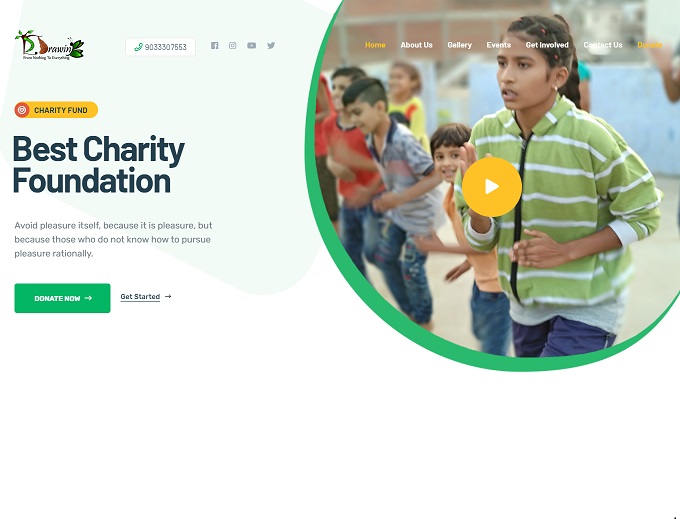 D. Drawing
From Nothing To Everything
9033307553
Home About Us Gallery Events Get Involved Contact Us Donate
CHARITY FUND
Best Charity
Foundation
Avoid pleasure itself, because it is pleasure, but
because those who do not know how to pursue
pleasure rationally.
DONATE NOW
Get Started